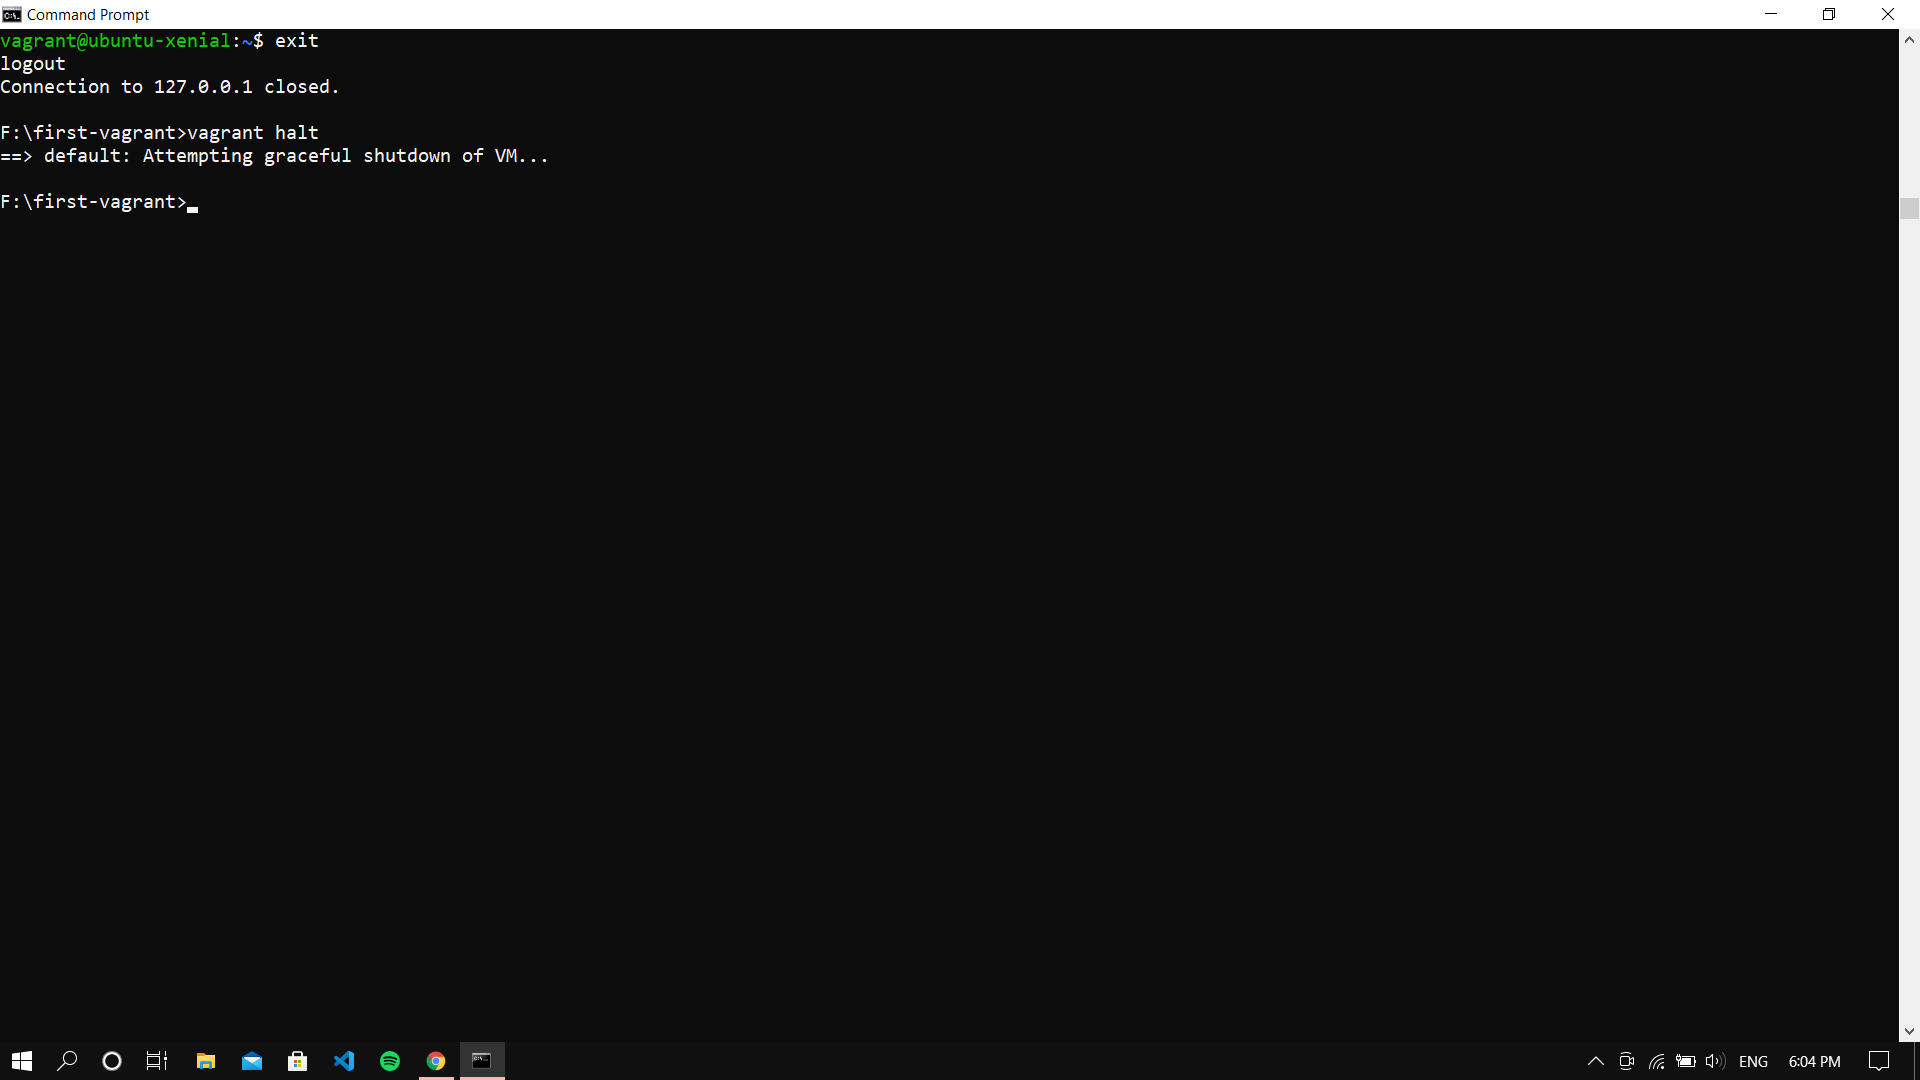 Command Prompt
vagrant@ubuntu-xenial:~$ exit
logout
Connection to 127.0.0.1 closed.
F:\first-vagrant>vagrant halt
==> default: Attempting graceful shutdown of VM...
F:\first-vagrant>
ENG
6:04 PM